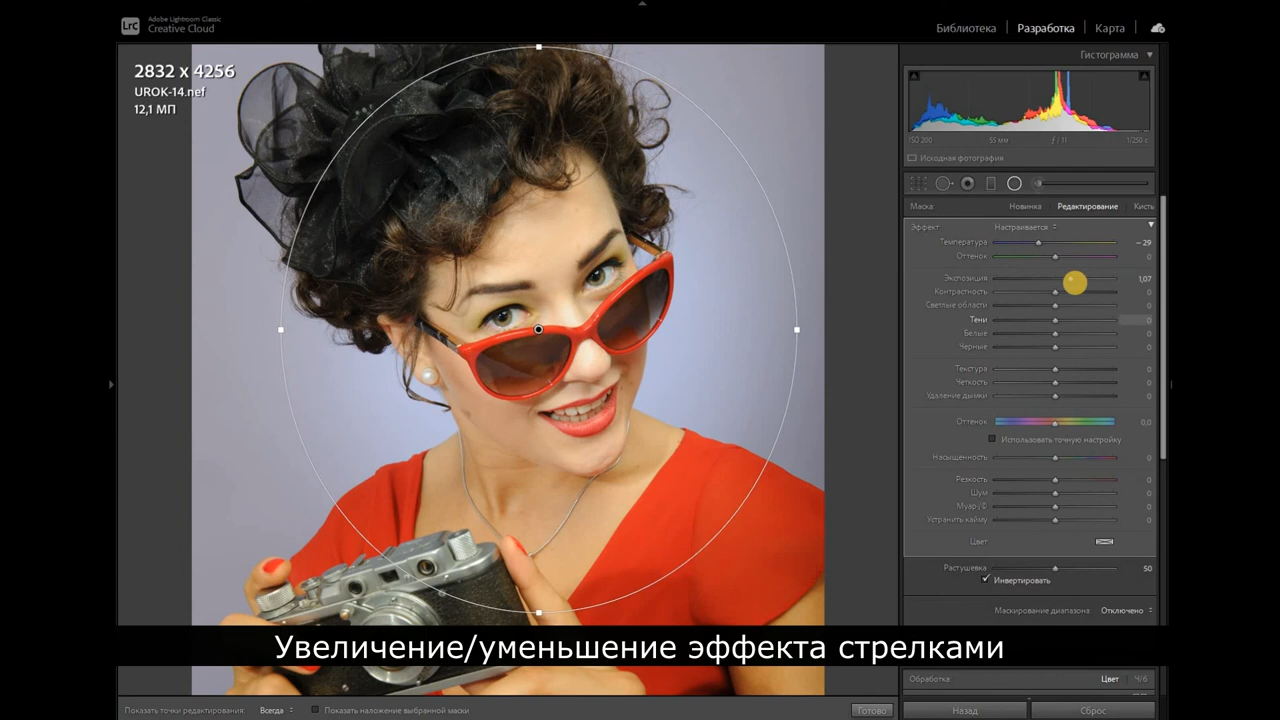 Lrc
Adobe Lightroom Classic
Creative Cloud
Библиотека
Разработка
Карта
Гистограмма
2832 x 4256
UROK-14.nef
12,1 МП
ISO 200 55 мм ƒ / 11 1/250 с
Исходная фотография
Маска: Новинка Редактирование Кисть
Эффект Настраивается
Температура – 29
Оттенок 0
Экспозиция 1,07
Контрастность 0
Светлые области 0
Тени 0
Белые 0
Черные 0
Текстура 0
Четкость 0
Удаление дымки 0
Оттенок 0,0
Использовать точную настройку
Насыщенность 0
Резкость 0
Шум 0
Муар 0
Устранить кайму 0
Цвет
Растушевка 50
Инвертировать
Маскирование диапазона: Отключено
Увеличение/уменьшение эффекта стрелками
Обработка: Цвет Ч/б
Показать точки редактирования: Всегда
Показать наложение выбранной маски
Готово
Назад
Сброс